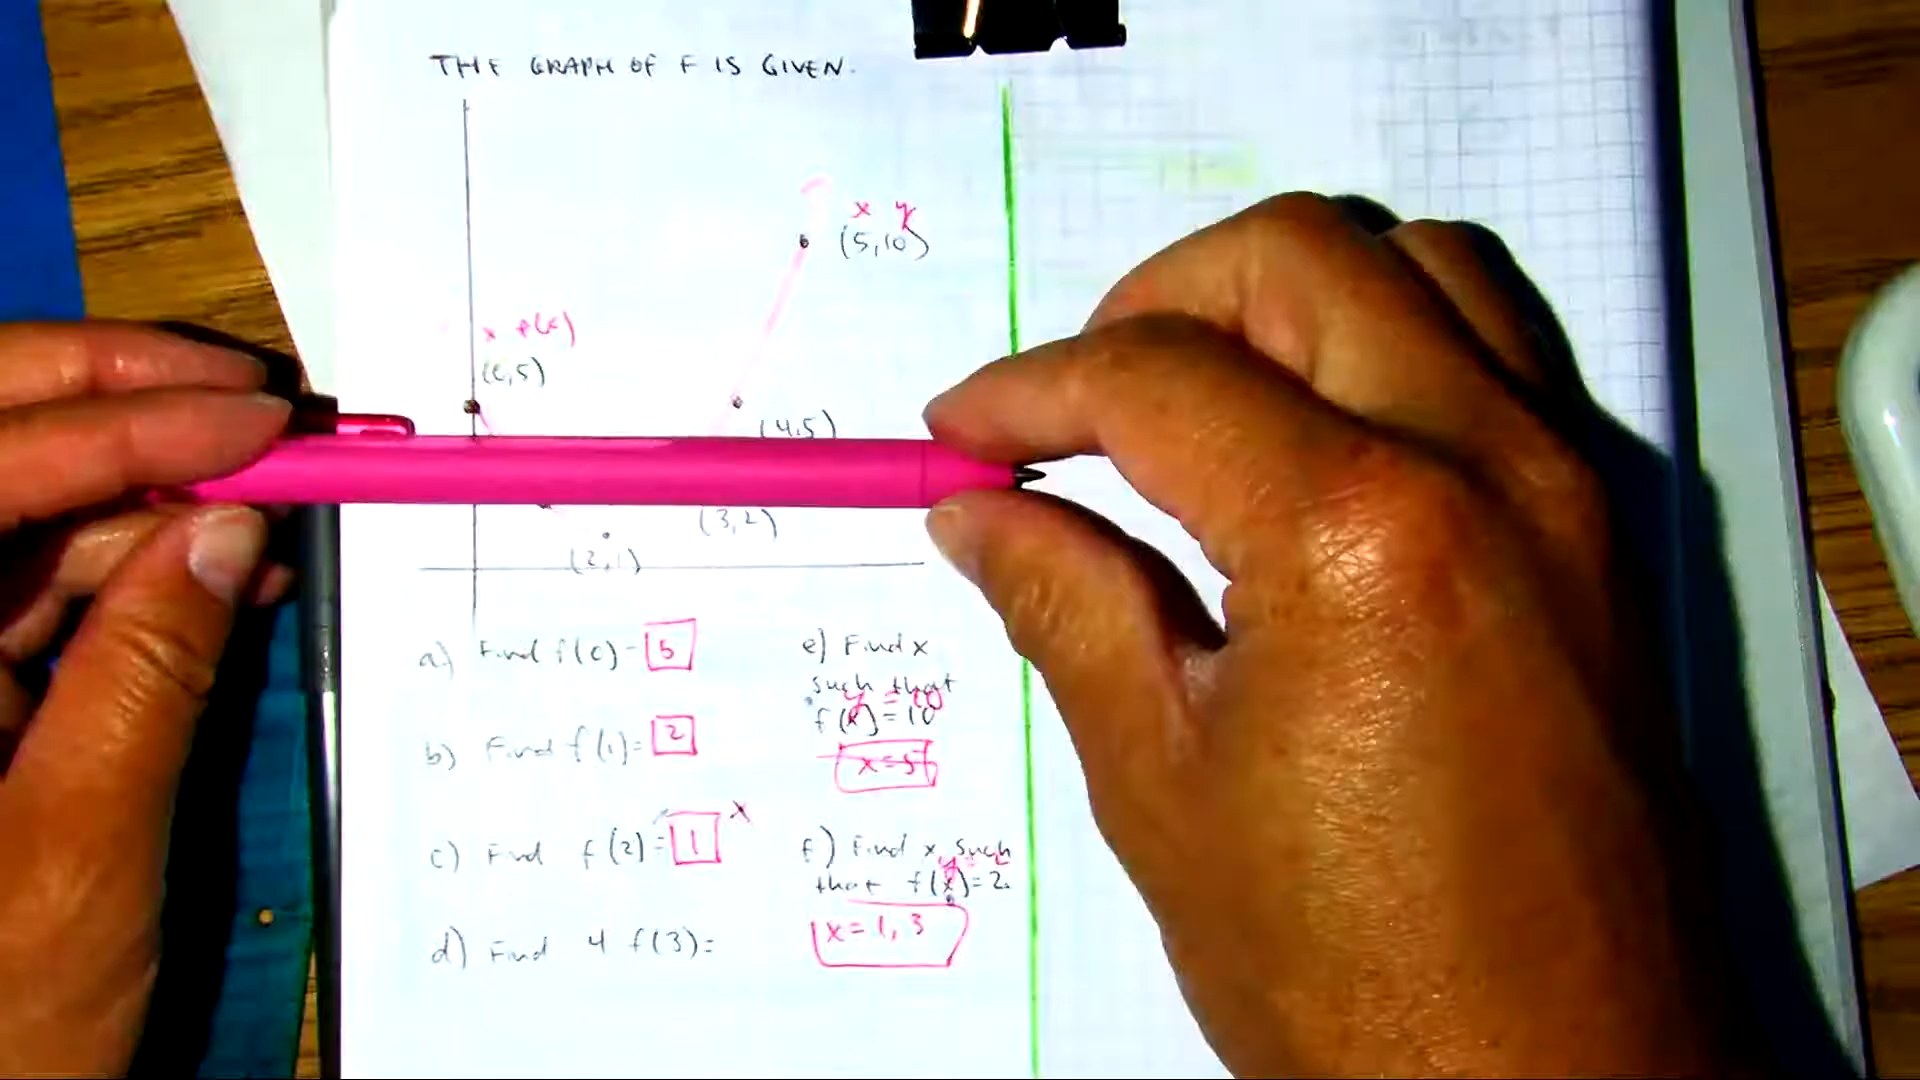 THE GRAPH OF F IS GIVEN.
x y
(5,10)
x f(x)
(0,5)
(4,5)
(3,2)
(2,1)
a) Find f(0) = 5
b) Find f(1) = 2
c) Find f(2) = 1 x
d) Find 4 f(3) =
e) Find x
such that
y = 10
f(x) = 10
x = 5
f) Find x, such
y
that f(x) = 2.
x = 1, 3